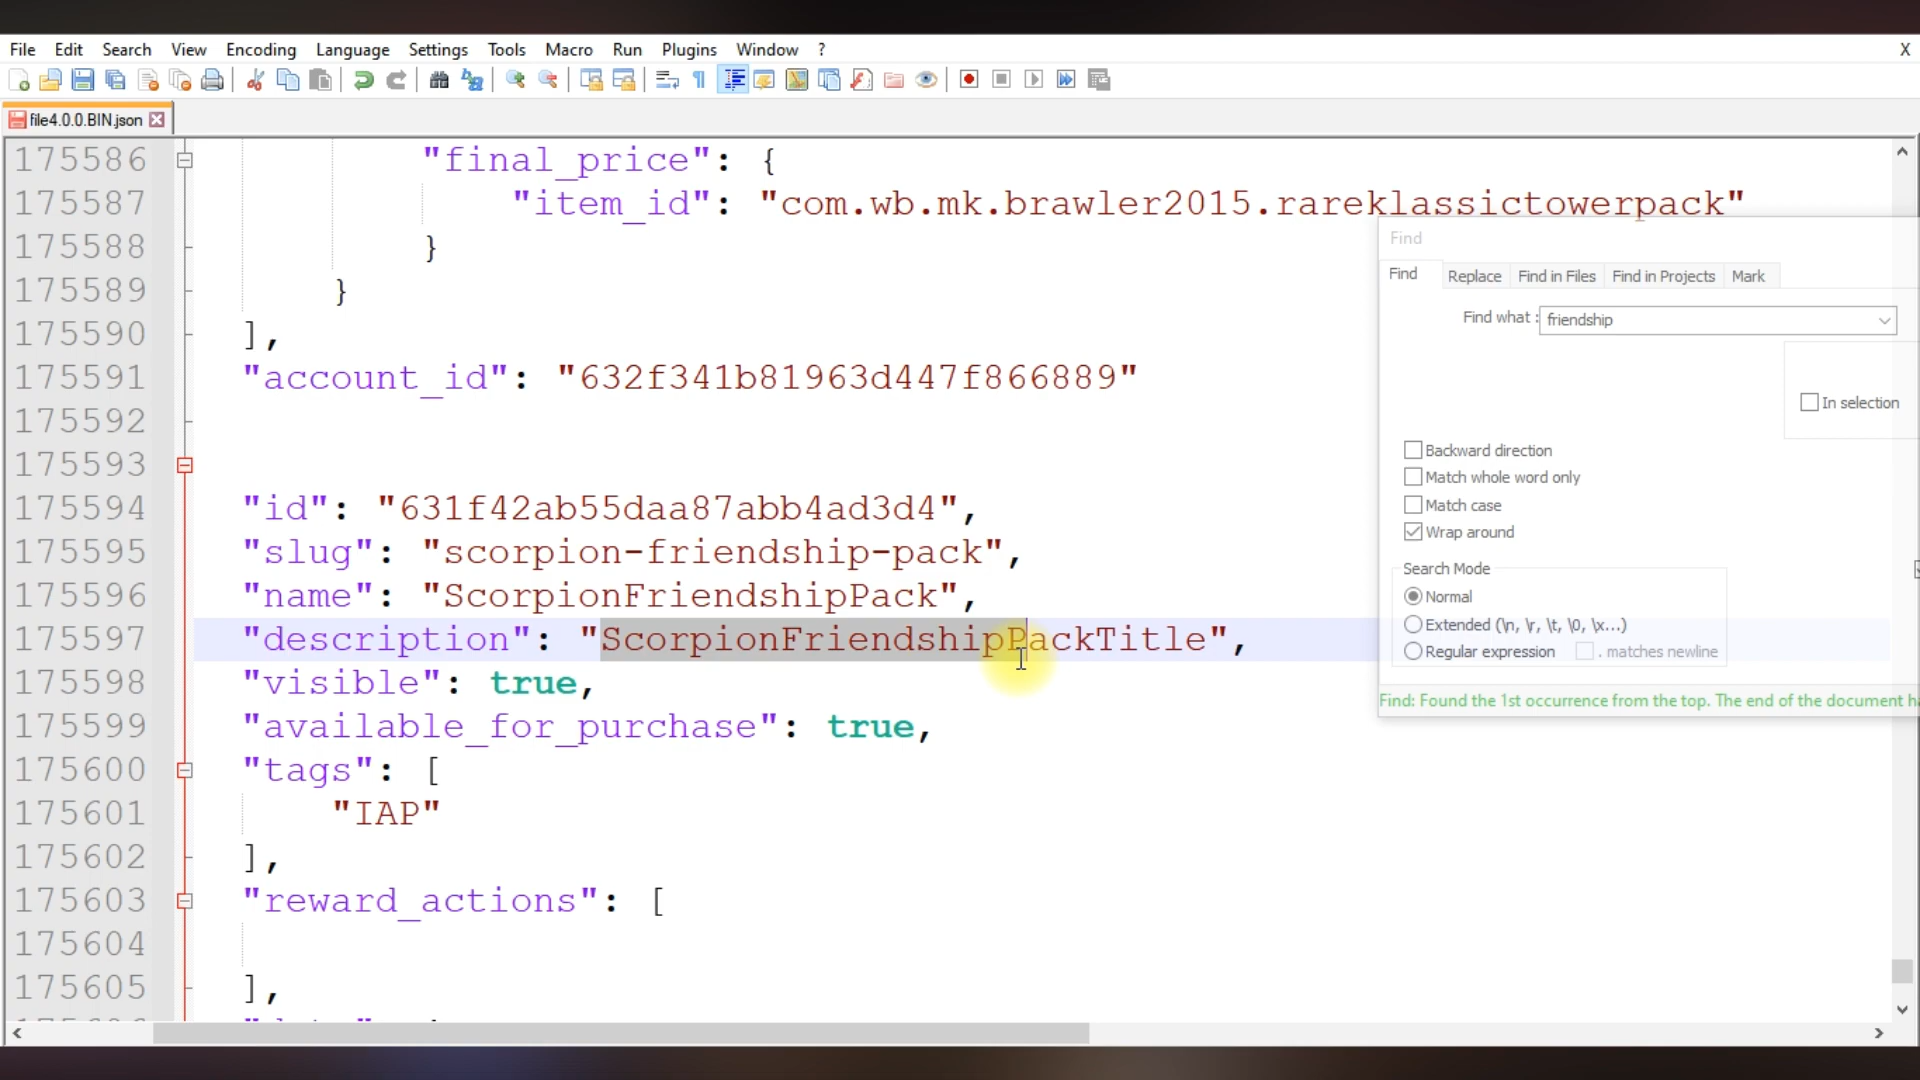 File Edit Search View Encoding Language Settings Tools Macro Run Plugins Window ? X
file4.0.0.BIN.json
175586 "final_price": {
175587 "item_id": "com.wb.mk.brawler2015.rareklassictowerpack"
175588 }
175589 }
175590 ],
175591 "account_id": "632f341b81963d447f866889"
175592
175593
175594 "id": "631f42ab55daa87abb4ad3d4",
175595 "slug": "scorpion-friendship-pack",
175596 "name": "ScorpionFriendshipPack",
175597 "description": "ScorpionFriendshipPackTitle",
175598 "visible": true,
175599 "available_for_purchase": true,
175600 "tags": [
175601 "IAP"
175602 ],
175603 "reward_actions": [
175604
175605 ],
Find
Find Replace Find in Files Find in Projects Mark
Find what : friendship
In selection
Backward direction
Match whole word only
Match case
Wrap around
Search Mode
Normal
Extended (\n, \r, \t, \0, \x...)
Regular expression . matches newline
Find: Found the 1st occurrence from the top. The end of the document